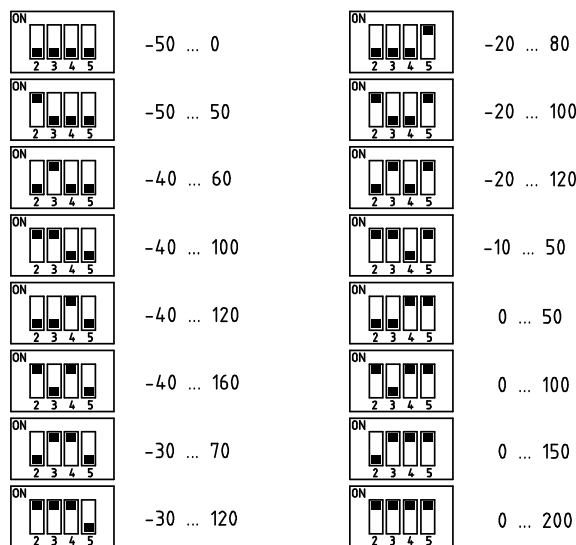 ON
2 3 4 5
-50 ... 0
ON
2 3 4 5
-50 ... 50
ON
2 3 4 5
-40 ... 60
ON
2 3 4 5
-40 ... 100
ON
2 3 4 5
-40 ... 120
ON
2 3 4 5
-40 ... 160
ON
2 3 4 5
-30 ... 70
ON
2 3 4 5
-30 ... 120
ON
2 3 4 5
-20 ... 80
ON
2 3 4 5
-20 ... 100
ON
2 3 4 5
-20 ... 120
ON
2 3 4 5
-10 ... 50
ON
2 3 4 5
0 ... 50
ON
2 3 4 5
0 ... 100
ON
2 3 4 5
0 ... 150
ON
2 3 4 5
0 ... 200